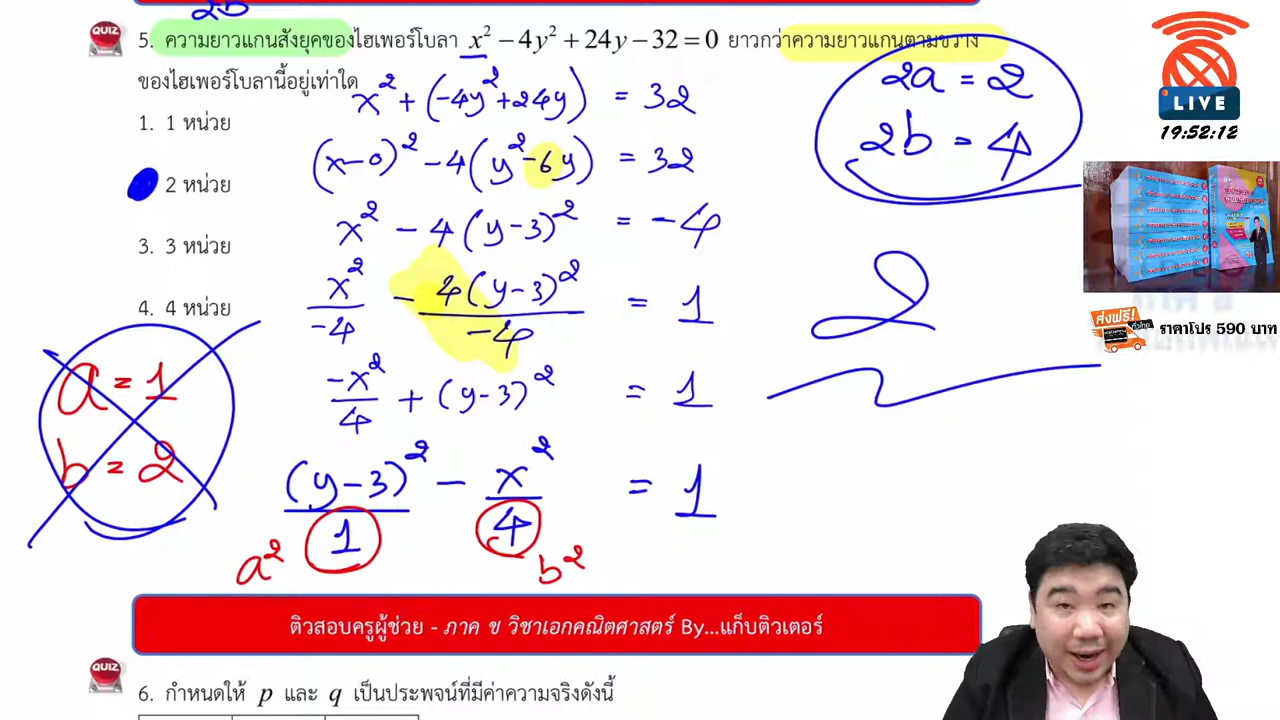 2b
QUIZ
5. ความยาวแกนสังยุคของไฮเพอร์โบลา x² − 4y² + 24y − 32 = 0 ยาวกว่าความยาวแกนตามขวาง
ของไฮเพอร์โบลานี้อยู่เท่าใด
1. 1 หน่วย
2 หน่วย
3. 3 หน่วย
4. 4 หน่วย
x² + (-4y² + 24y) = 32
(x-0)² - 4(y² - 6y) = 32
x² - 4(y-3)² = -4
x²/-4 - 4(y-3)²/-4 = 1
-x²/4 + (y-3)² = 1
(y-3)²/1 - x²/4 = 1
a² b²
a = 1
b = 2
2a = 2
2b = 4
2
LIVE
19:52:12
ส่งฟรี!
ทั่วไทย
ราคาโปร 590 บาท
ติวสอบครูผู้ช่วย - ภาค ข วิชาเอกคณิตศาสตร์ By...แก็บติวเตอร์
QUIZ
6. กำหนดให้ p และ q เป็นประพจน์ที่มีค่าความจริงดังนี้